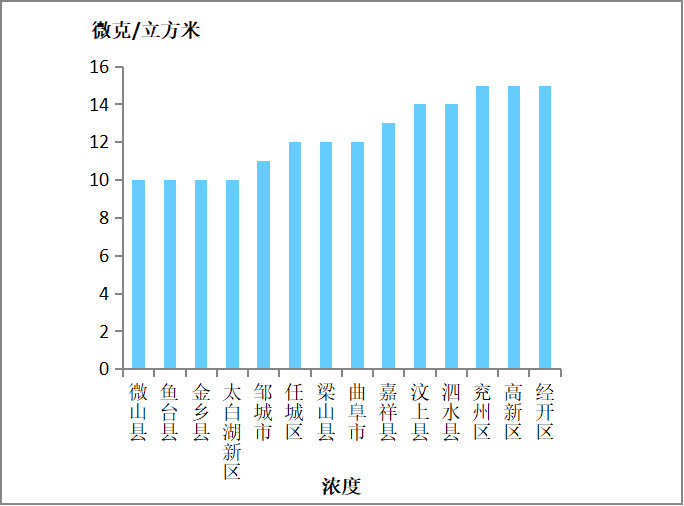 微克/立方米
16
14
12
10
8
6
4
2
0
微山县
鱼台县
金乡县
太白湖新区
邹城市
任城区
梁山县
曲阜市
嘉祥县
汶上县
泗水县
兖州区
高新区
经开区
浓度